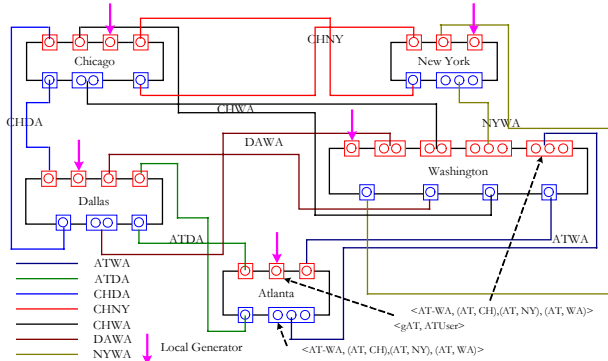 Chicago
New York
CHNY
CHWA
NYWA
CHDA
DAWA
Washington
Dallas
ATDA
ATWA
Atlanta
<AT-WA, (AT, CH),(AT, NY), (AT, WA)>
<gAT, ATUser>
<AT-WA, (AT, CH),(AT, NY), (AT, WA)>
ATWA
ATDA
CHDA
CHNY
CHWA
DAWA
NYWA
Local Generator